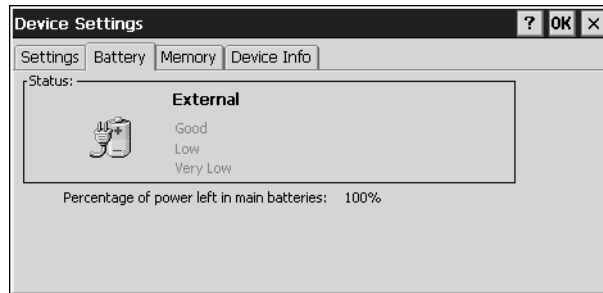 Device Settings ? OK ×
Settings Battery Memory Device Info
Status:
External
Good
Low
Very Low
Percentage of power left in main batteries: 100%